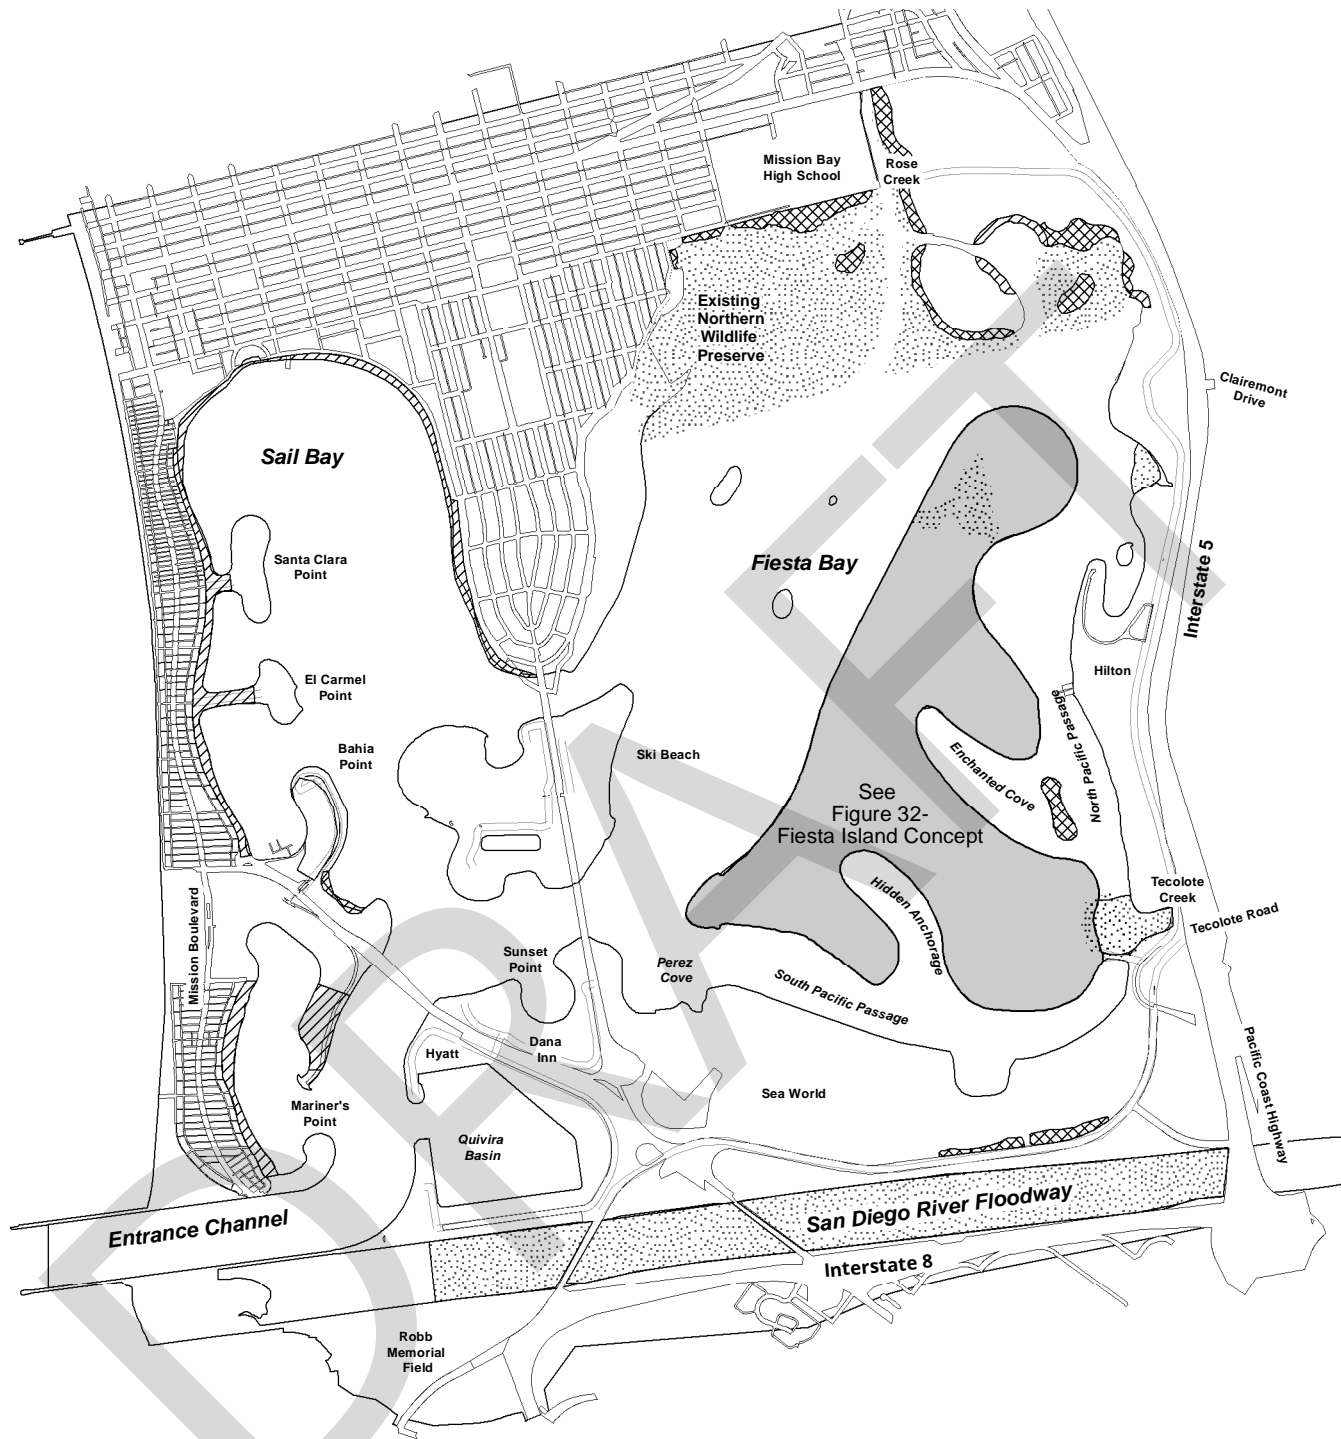 Mission Bay
High School
Rose
Creek
Existing
Northern
Wildlife
Preserve
Clairemont
Drive
Sail Bay
Santa Clara
Point
Fiesta Bay
Interstate 5
El Carmel
Point
Hilton
Bahia
Point
Ski Beach
Enchanted Cove
North Pacific Passage
See
Figure 32-
Fiesta Island Concept
Hidden Anchorage
Tecolote
Creek
Tecolote Road
Mission Boulevard
Sunset
Point
Perez
Cove
South Pacific Passage
Hyatt
Dana
Inn
Sea World
Pacific Coast Highway
Mariner's
Point
Quivira
Basin
Entrance Channel
San Diego River Floodway
Interstate 8
Robb
Memorial
Field
DRAFT